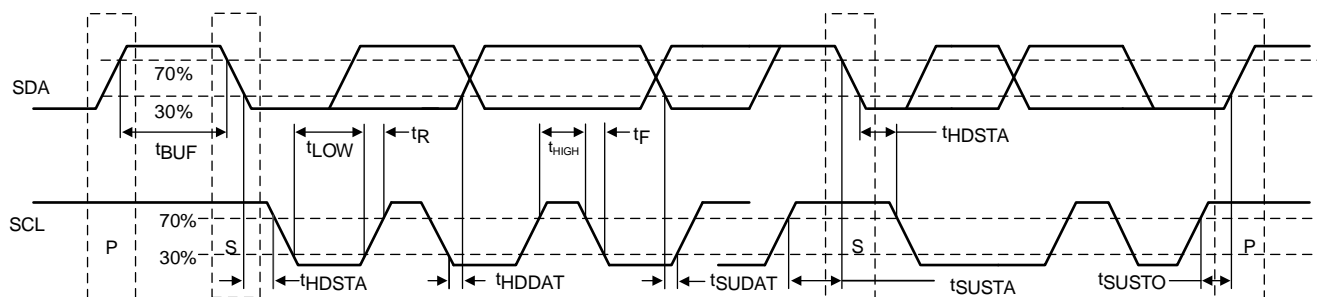 SDA
70%
30%
tBUF
tLOW
tR
tHIGH
tF
tHDSTA
SCL
70%
30%
P
S
S
P
tHDSTA
tHDDAT
tSUDAT
tSUSTA
tSUSTO